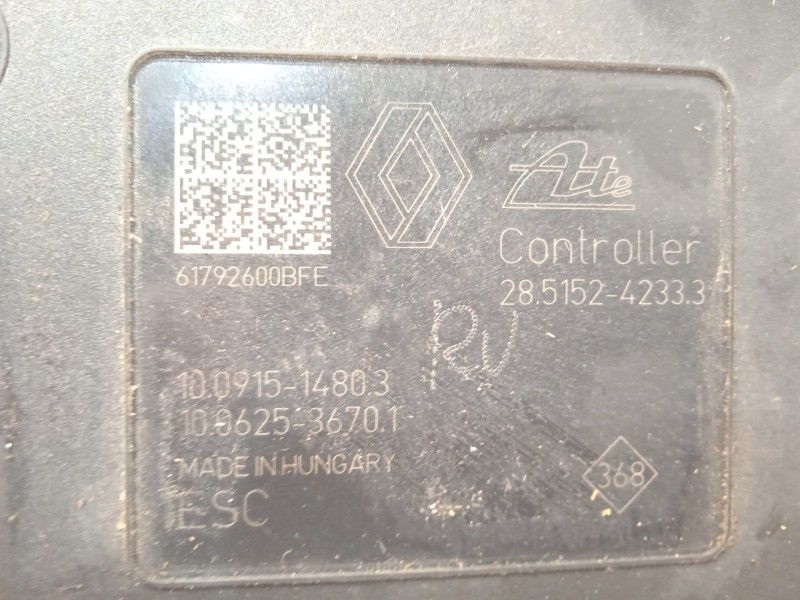 Ate
Controller
61792600BFE
28.5152-4233.3
RV
10.0915-1480.3
10.0625-3670.1
MADE IN HUNGARY
368
ESC